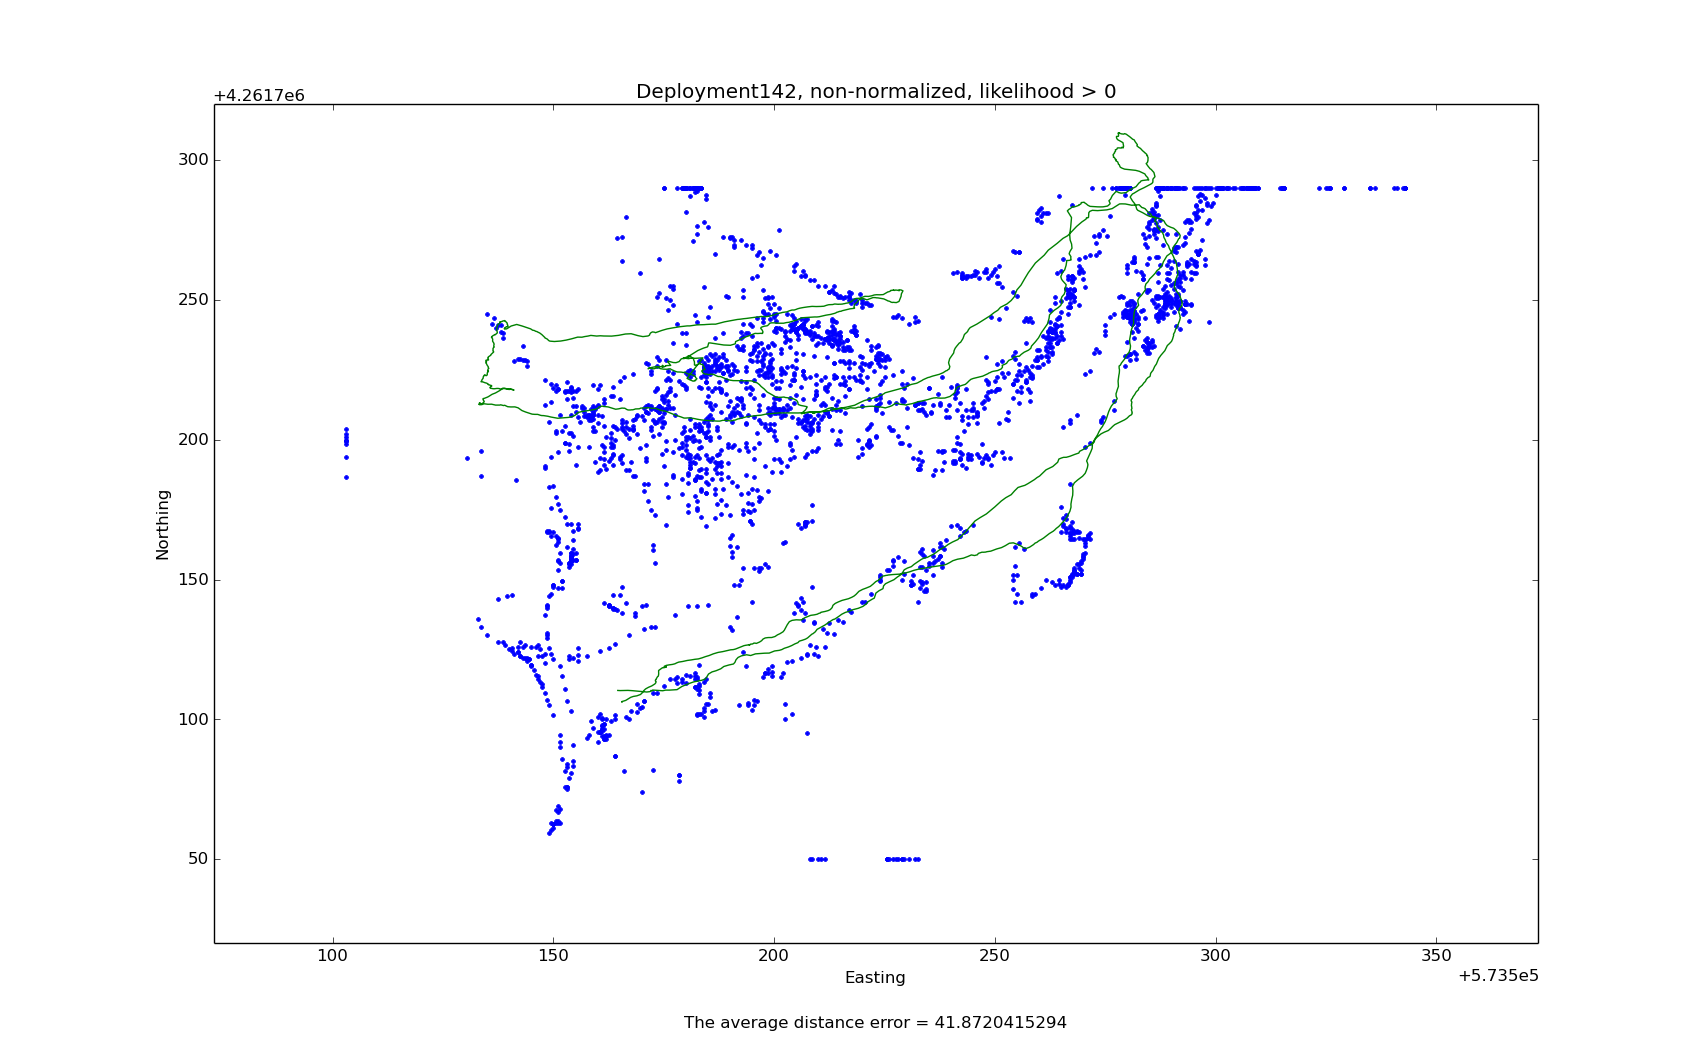 Deployment142, non-normalized, likelihood > 0
+4.2617e6
300
250
200
150
100
50
Northing
100 150 200 250 300 350
Easting
+5.735e5
The average distance error = 41.8720415294